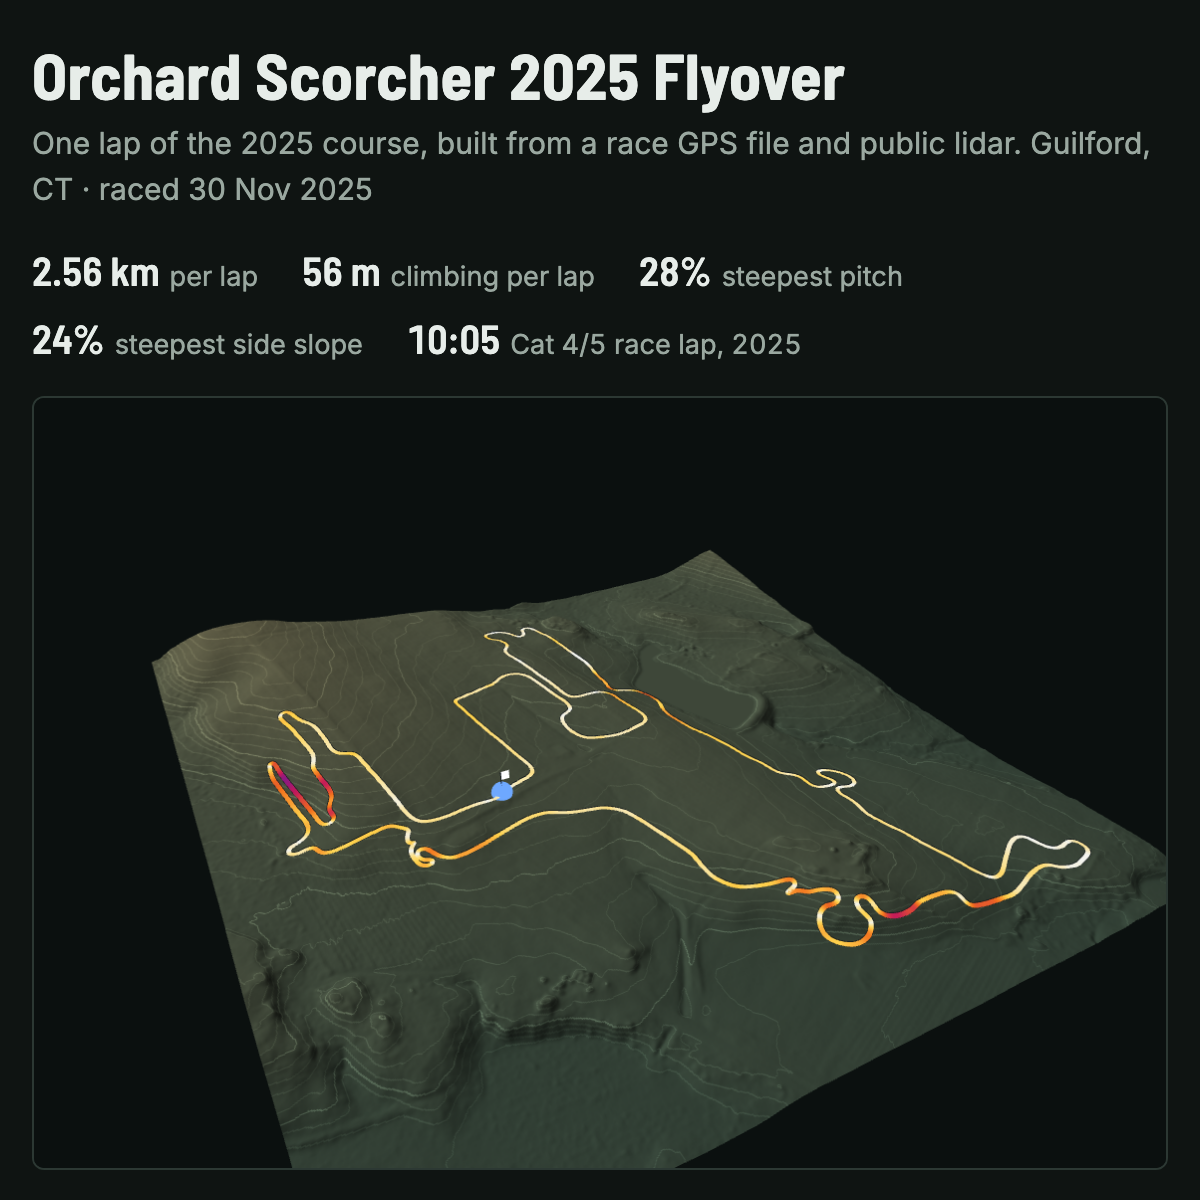 Orchard Scorcher 2025 Flyover
One lap of the 2025 course, built from a race GPS file and public lidar. Guilford,
CT · raced 30 Nov 2025
2.56 km per lap 56 m climbing per lap 28% steepest pitch
24% steepest side slope 10:05 Cat 4/5 race lap, 2025